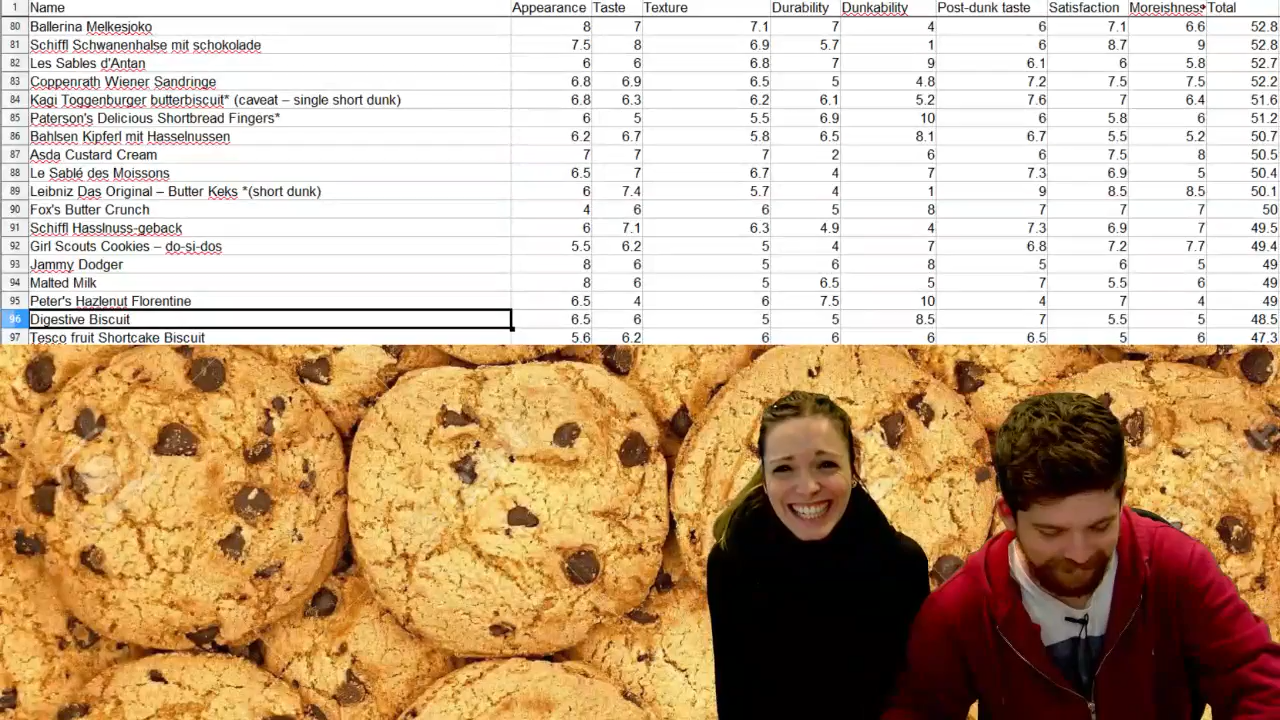 1 Name Appearance Taste Texture Durability Dunkability Post-dunk taste Satisfaction Moreishness Total
80 Ballerina Melkesjoko 8 7 7.1 7 4 6 7.1 6.6 52.8
81 Schiffl Schwanenhalse mit schokolade 7.5 8 6.9 5.7 1 6 8.7 9 52.8
82 Les Sables d'Antan 6 6 6.8 7 9 6.1 6 5.8 52.7
83 Coppenrath Wiener Sandringe 6.8 6.9 6.5 5 4.8 7.2 7.5 7.5 52.2
84 Kagi Toggenburger butterbiscuit* (caveat – single short dunk) 6.8 6.3 6.2 6.1 5.2 7.6 7 6.4 51.6
85 Paterson's Delicious Shortbread Fingers* 6 5 5.5 6.9 10 6 5.8 6 51.2
86 Bahlsen Kipferl mit Hasselnussen 6.2 6.7 5.8 6.5 8.1 6.7 5.5 5.2 50.7
87 Asda Custard Cream 7 7 7 2 6 6 7.5 8 50.5
88 Le Sablé des Moissons 6.5 7 6.7 4 7 7.3 6.9 5 50.4
89 Leibniz Das Original – Butter Keks *(short dunk) 6 7.4 5.7 4 1 9 8.5 8.5 50.1
90 Fox's Butter Crunch 4 6 6 5 8 7 7 7 50
91 Schiffl Hasslnuss-geback 6 7.1 6.3 4.9 4 7.3 6.9 7 49.5
92 Girl Scouts Cookies – do-si-dos 5.5 6.2 5 4 7 6.8 7.2 7.7 49.4
93 Jammy Dodger 8 6 5 6 8 5 6 5 49
94 Malted Milk 8 6 5 6.5 5 7 5.5 6 49
95 Peter's Hazlenut Florentine 6.5 4 6 7.5 10 4 7 4 49
96 Digestive Biscuit 6.5 6 5 5 8.5 7 5.5 5 48.5
97 Tesco fruit Shortcake Biscuit 5.6 6.2 6 6 6 6.5 5 6 47.3